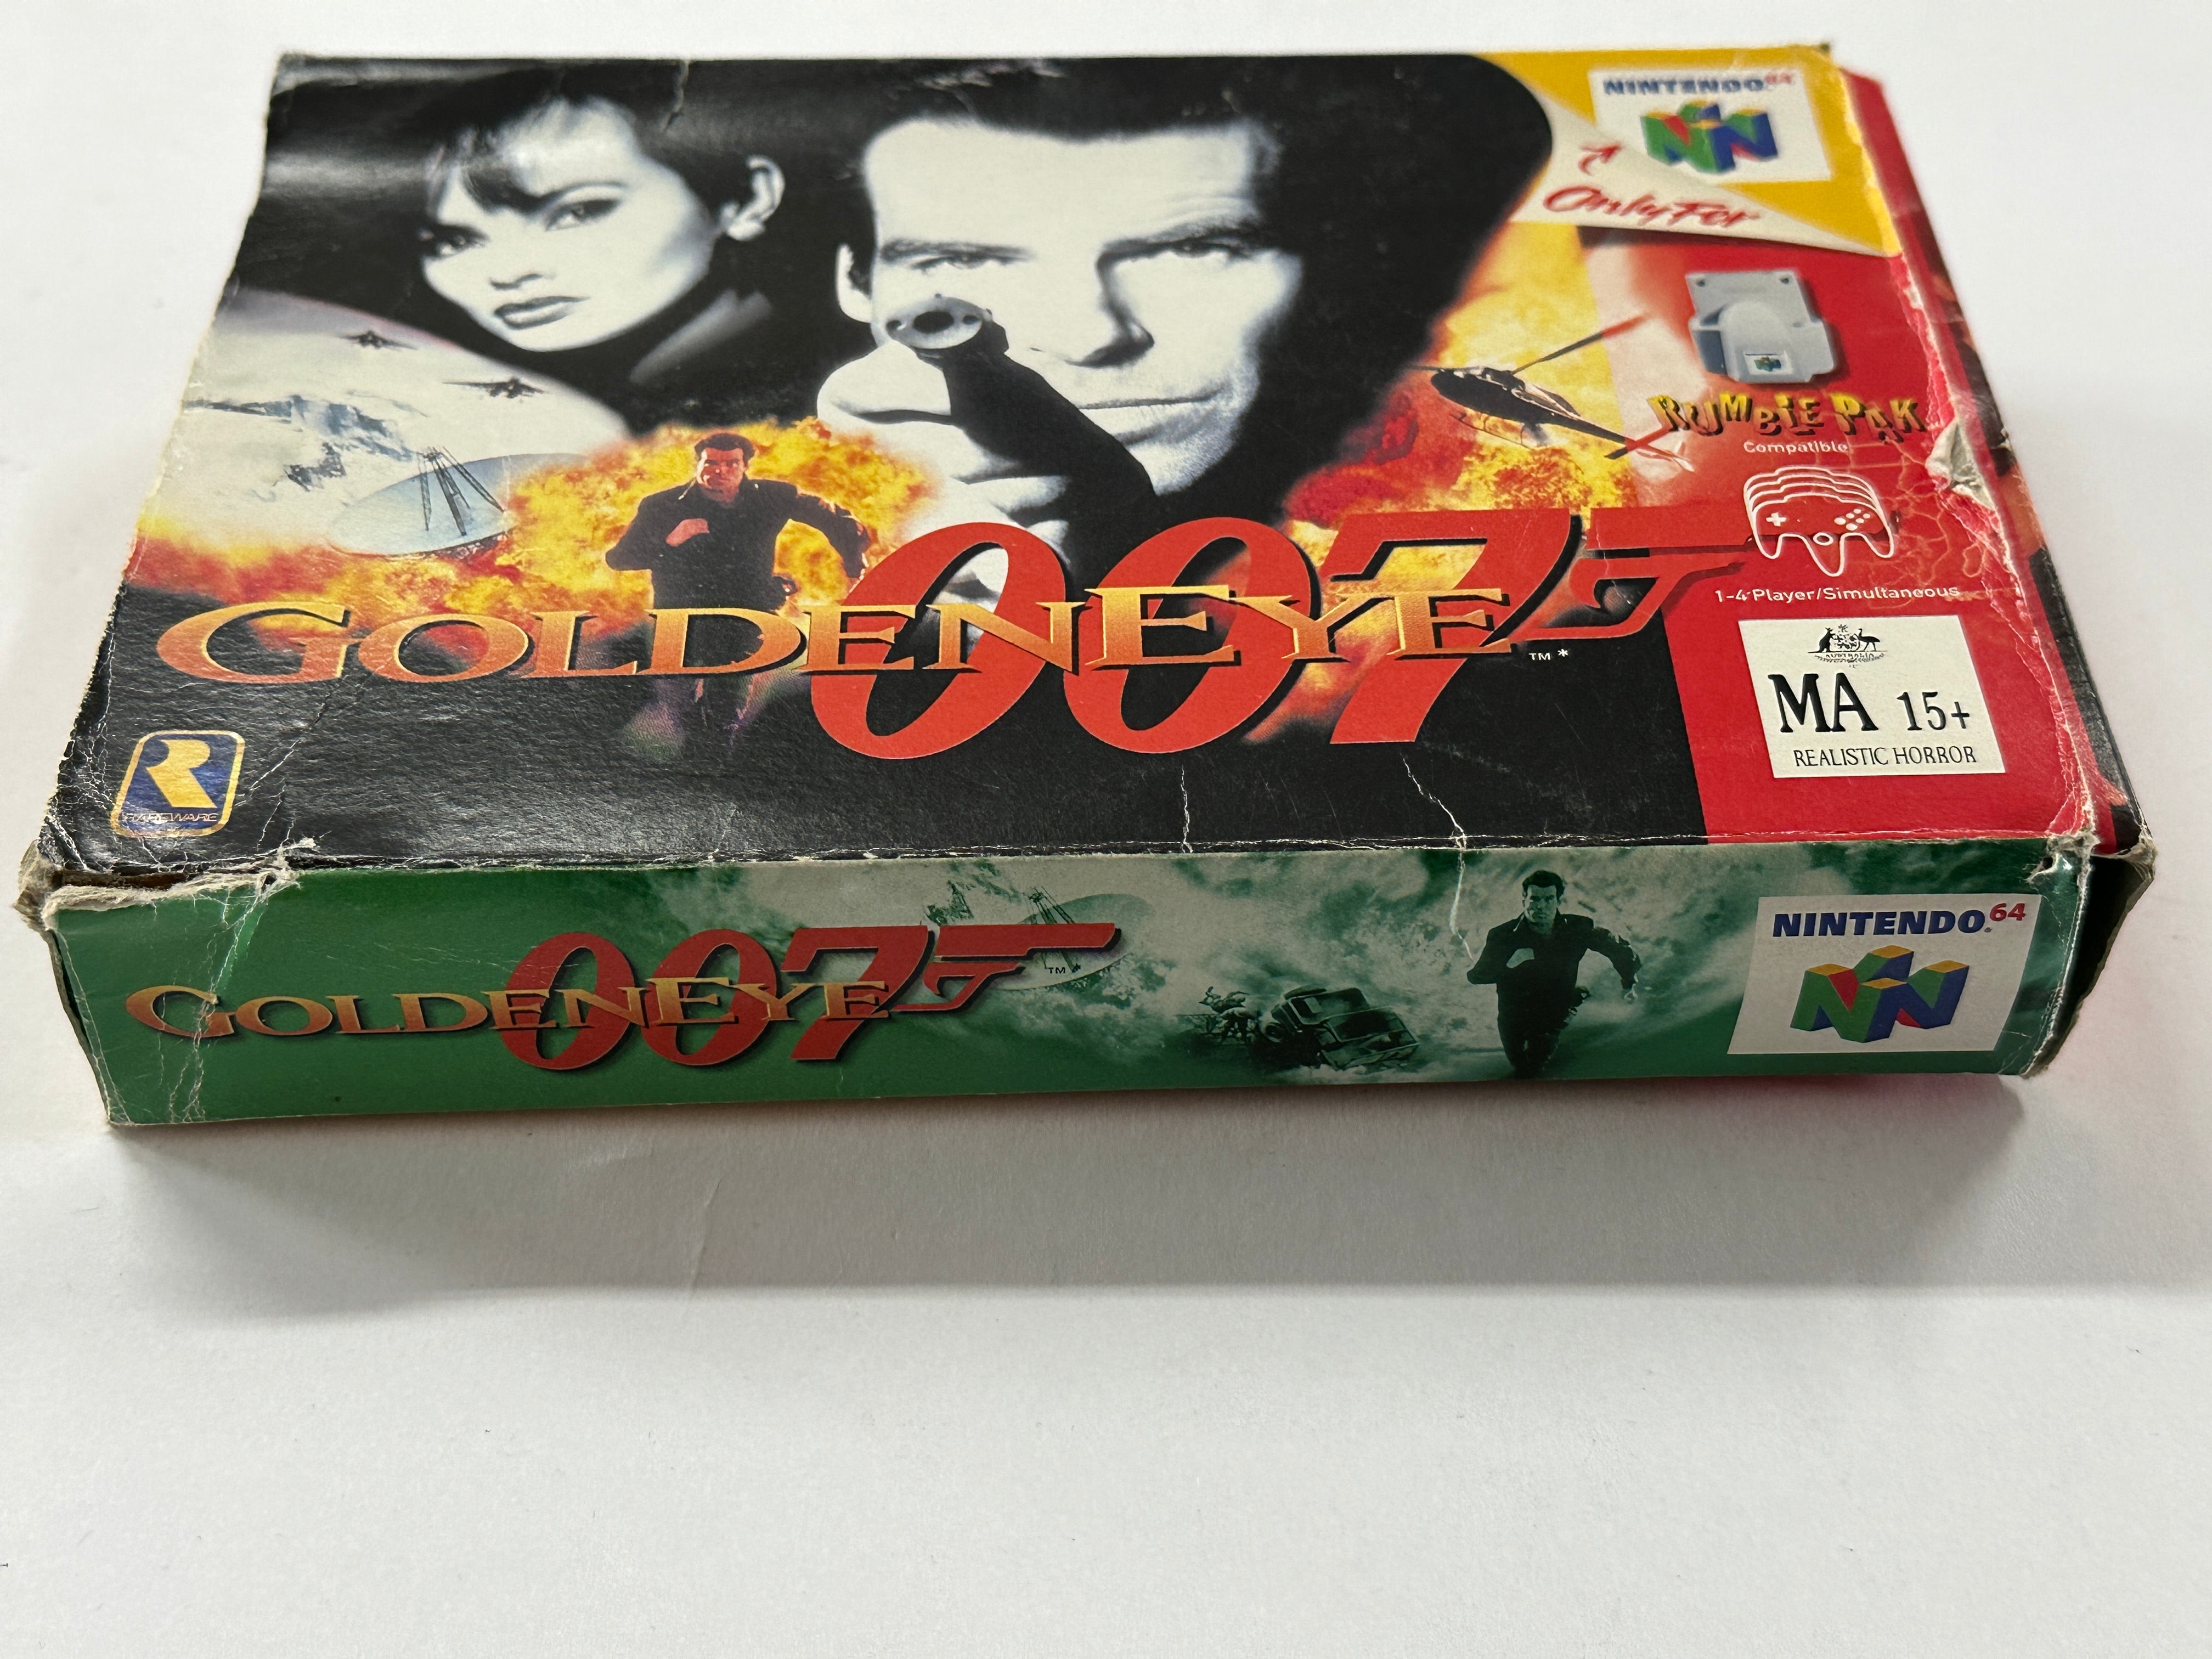 NINTENDO64
Only For
RUMBLE PAK
Compatible
1-4 Player/Simultaneous
GOLDENEYE
007
TM *
AUSTRALIA
MA 15+
REALISTIC HORROR
R
RAREWARE
GOLDENEYE
007
TM *
NINTENDO64